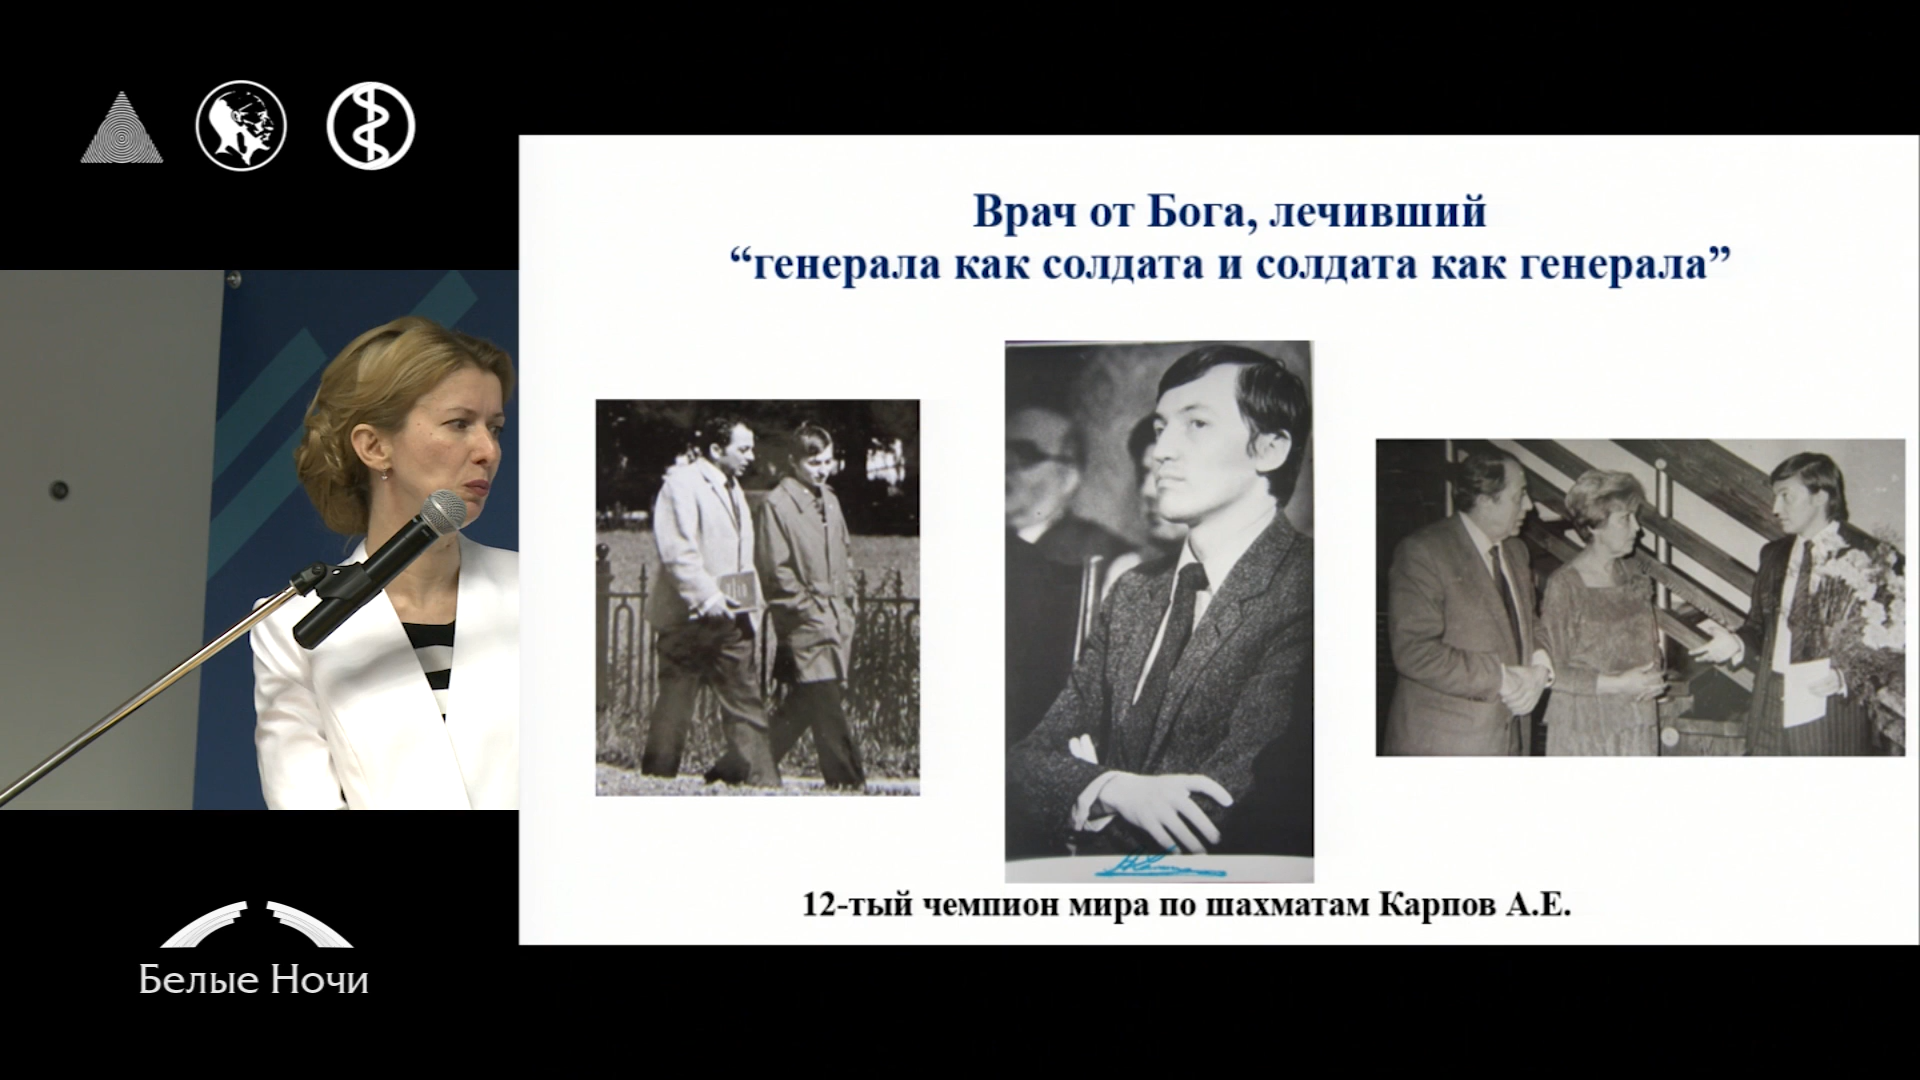 Врач от Бога, лечивший
“генерала как солдата и солдата как генерала”
12-тый чемпион мира по шахматам Карпов А.Е.
Белые Ночи